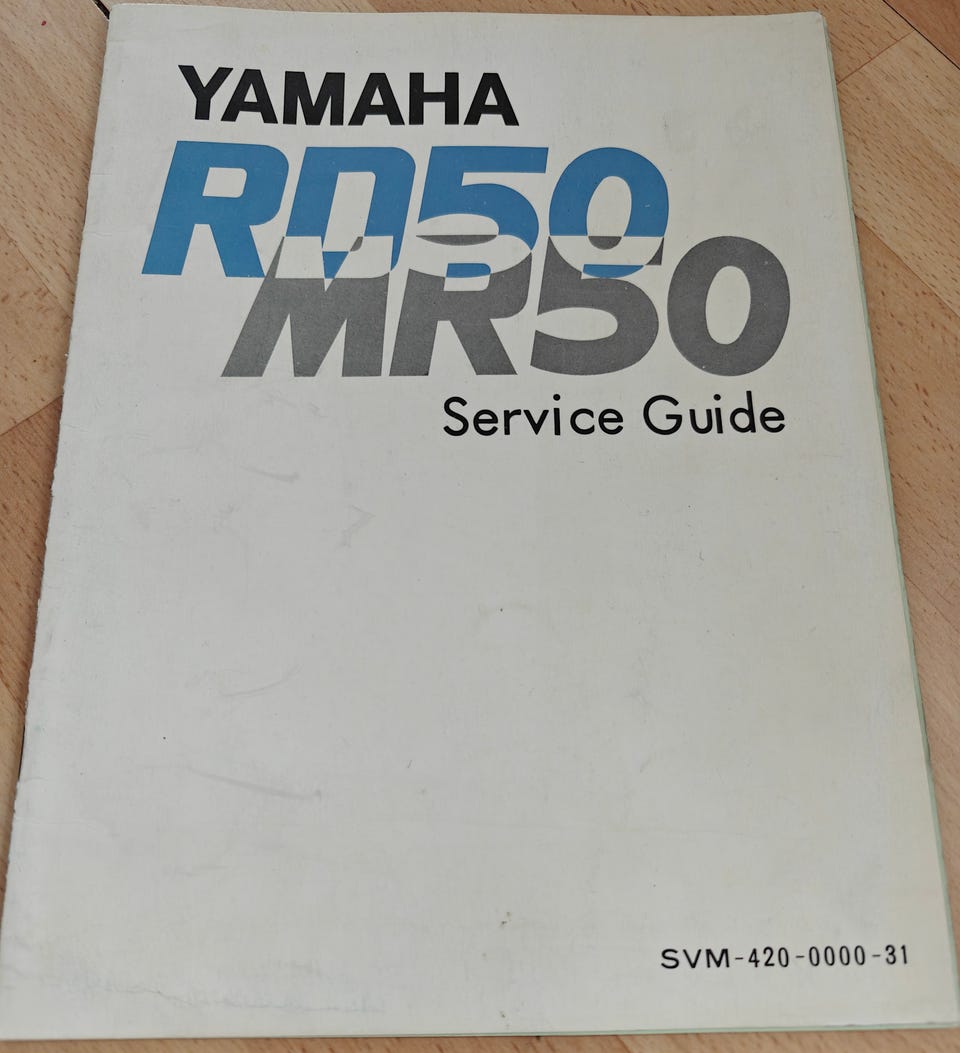 YAMAHA
RD50
MR50
Service Guide
SVM-420-0000-31